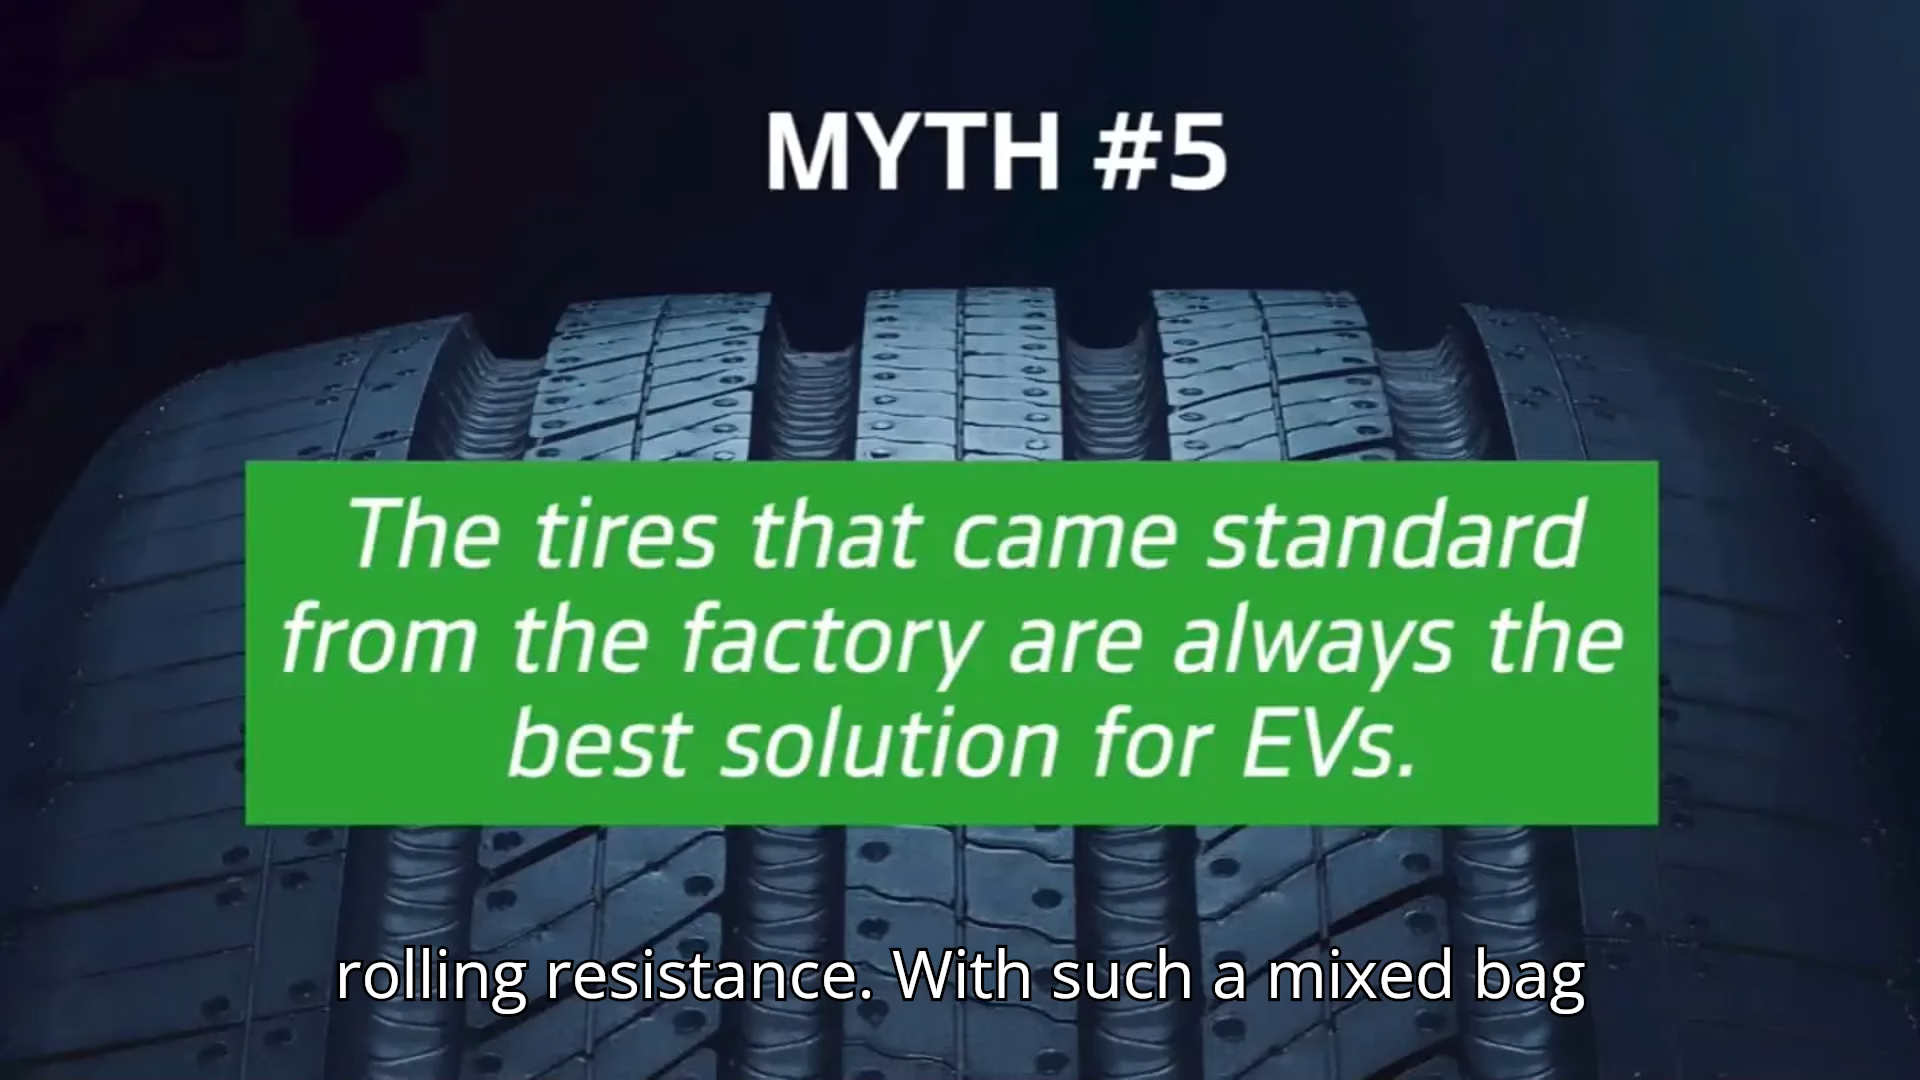 MYTH #5
The tires that came standard
from the factory are always the
best solution for EVs.
rolling resistance. With such a mixed bag